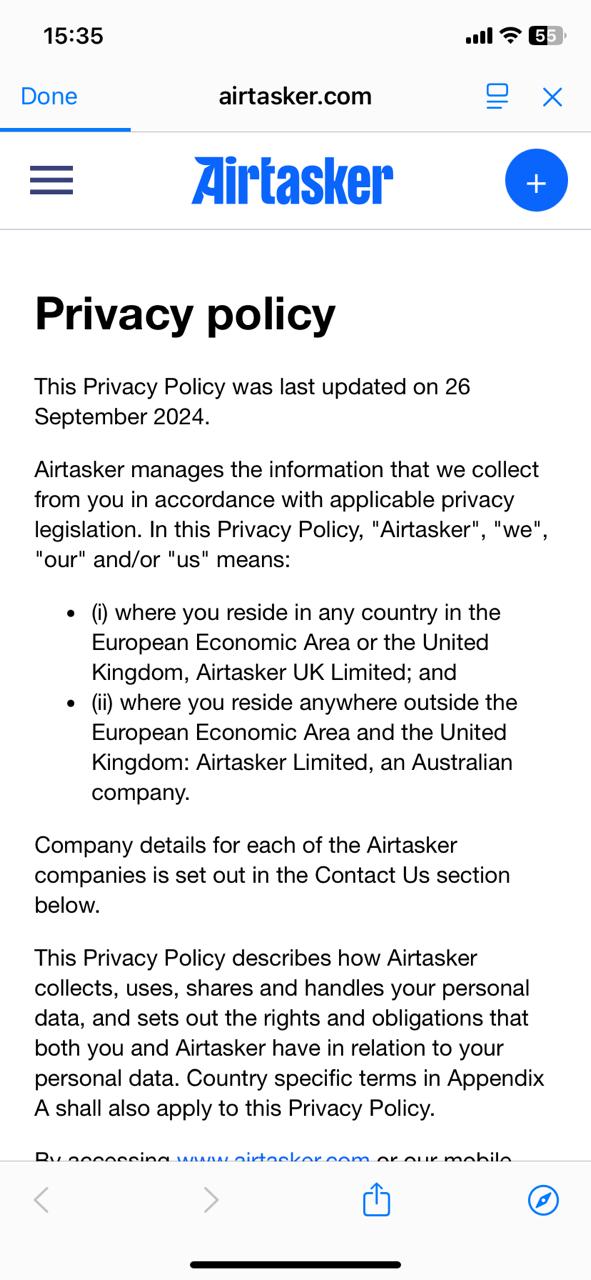 15:35
55
Done
airtasker.com
Airtasker
+
Privacy policy
This Privacy Policy was last updated on 26
September 2024.
Airtasker manages the information that we collect
from you in accordance with applicable privacy
legislation. In this Privacy Policy, "Airtasker", "we",
"our" and/or "us" means:
• (i) where you reside in any country in the
European Economic Area or the United
Kingdom, Airtasker UK Limited; and
• (ii) where you reside anywhere outside the
European Economic Area and the United
Kingdom: Airtasker Limited, an Australian
company.
Company details for each of the Airtasker
companies is set out in the Contact Us section
below.
This Privacy Policy describes how Airtasker
collects, uses, shares and handles your personal
data, and sets out the rights and obligations that
both you and Airtasker have in relation to your
personal data. Country specific terms in Appendix
A shall also apply to this Privacy Policy.
By accessing www.airtasker.com or our mobile